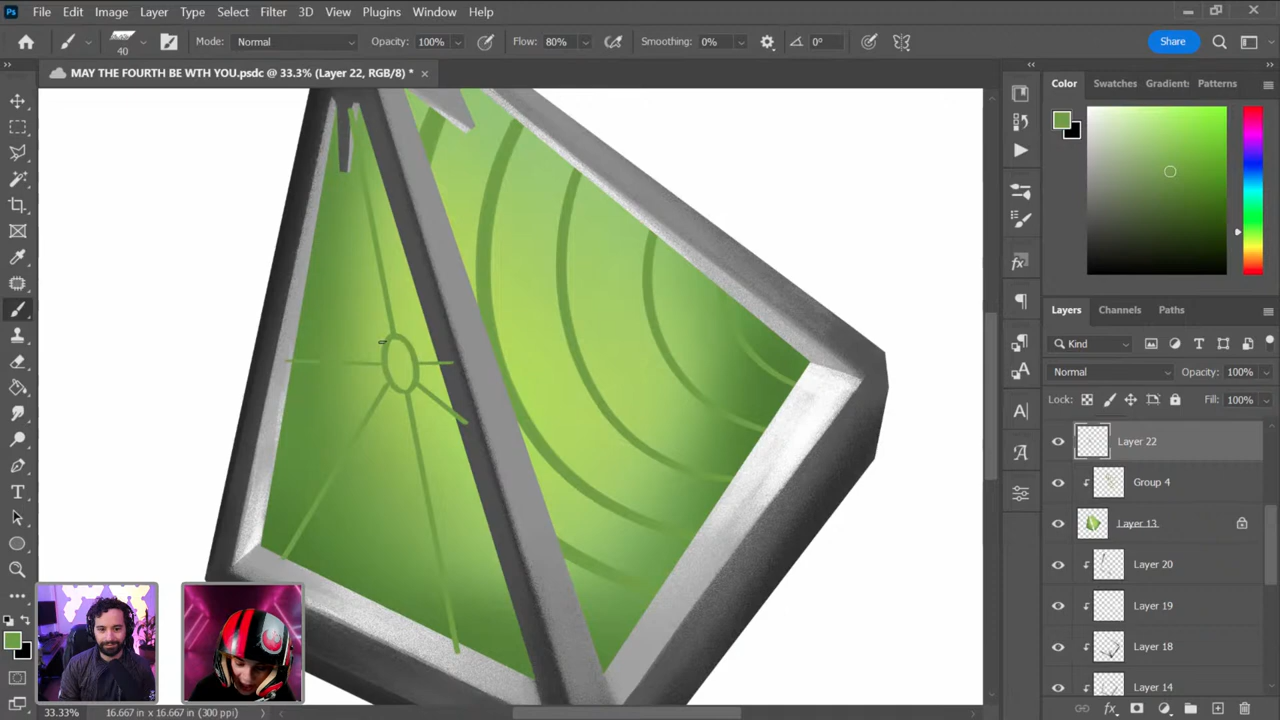 Ps File Edit Image Layer Type Select Filter 3D View Plugins Window Help
40 Mode: Normal Opacity: 100% Flow: 80% Smoothing: 0% 0° Share
MAY THE FOURTH BE WTH YOU.psdc @ 33.3% (Layer 22, RGB/8) *
Color Swatches Gradient: Patterns
Layers Channels Paths
Kind
Normal Opacity: 100%
Lock: Fill: 100%
Layer 22
Group 4
Layer 13
Layer 20
Layer 19
Layer 18
Layer 14
33.33% 16.667 in x 16.667 in (300 ppi)